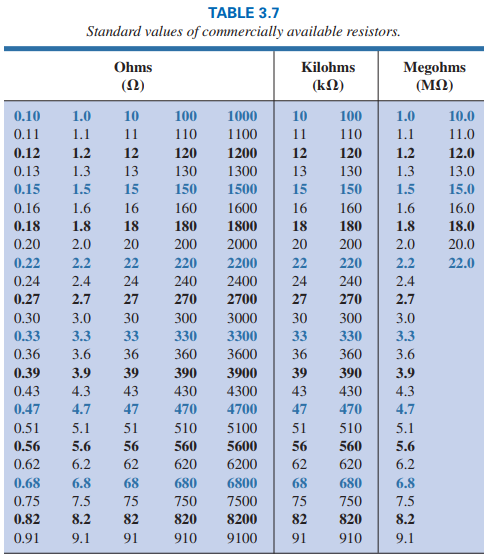 TABLE 3.7
Standard values of commercially available resistors.
Ohms Kilohms Megohms
(Ω) (kΩ) (MΩ)
0.10 1.0 10 100 1000 10 100 1.0 10.0
0.11 1.1 11 110 1100 11 110 1.1 11.0
0.12 1.2 12 120 1200 12 120 1.2 12.0
0.13 1.3 13 130 1300 13 130 1.3 13.0
0.15 1.5 15 150 1500 15 150 1.5 15.0
0.16 1.6 16 160 1600 16 160 1.6 16.0
0.18 1.8 18 180 1800 18 180 1.8 18.0
0.20 2.0 20 200 2000 20 200 2.0 20.0
0.22 2.2 22 220 2200 22 220 2.2 22.0
0.24 2.4 24 240 2400 24 240 2.4
0.27 2.7 27 270 2700 27 270 2.7
0.30 3.0 30 300 3000 30 300 3.0
0.33 3.3 33 330 3300 33 330 3.3
0.36 3.6 36 360 3600 36 360 3.6
0.39 3.9 39 390 3900 39 390 3.9
0.43 4.3 43 430 4300 43 430 4.3
0.47 4.7 47 470 4700 47 470 4.7
0.51 5.1 51 510 5100 51 510 5.1
0.56 5.6 56 560 5600 56 560 5.6
0.62 6.2 62 620 6200 62 620 6.2
0.68 6.8 68 680 6800 68 680 6.8
0.75 7.5 75 750 7500 75 750 7.5
0.82 8.2 82 820 8200 82 820 8.2
0.91 9.1 91 910 9100 91 910 9.1